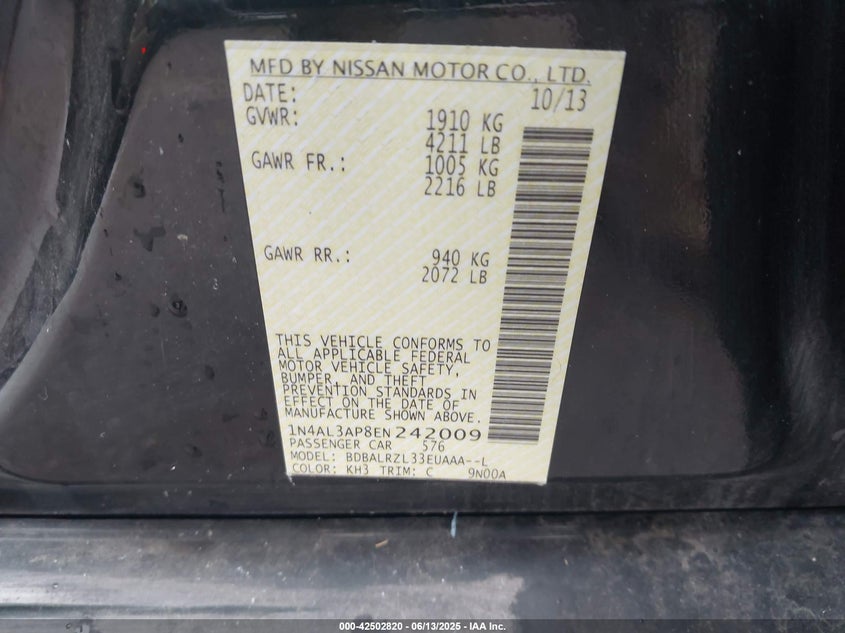 MFD BY NISSAN MOTOR CO., LTD.
DATE: 10/13
GVWR: 1910 KG
4211 LB
GAWR FR.: 1005 KG
2216 LB
GAWR RR.: 940 KG
2072 LB
THIS VEHICLE CONFORMS TO
ALL APPLICABLE FEDERAL
MOTOR VEHICLE SAFETY,
BUMPER, AND THEFT
PREVENTION STANDARDS IN
EFFECT ON THE DATE OF
MANUFACTURE SHOWN ABOVE.
1N4AL3AP8EN242009
PASSENGER CAR 576
MODEL: BDBALRZL33EUAAA--L
COLOR: KH3 TRIM: C 9N00A
000-42502820 - 06/13/2025 - IAA Inc.